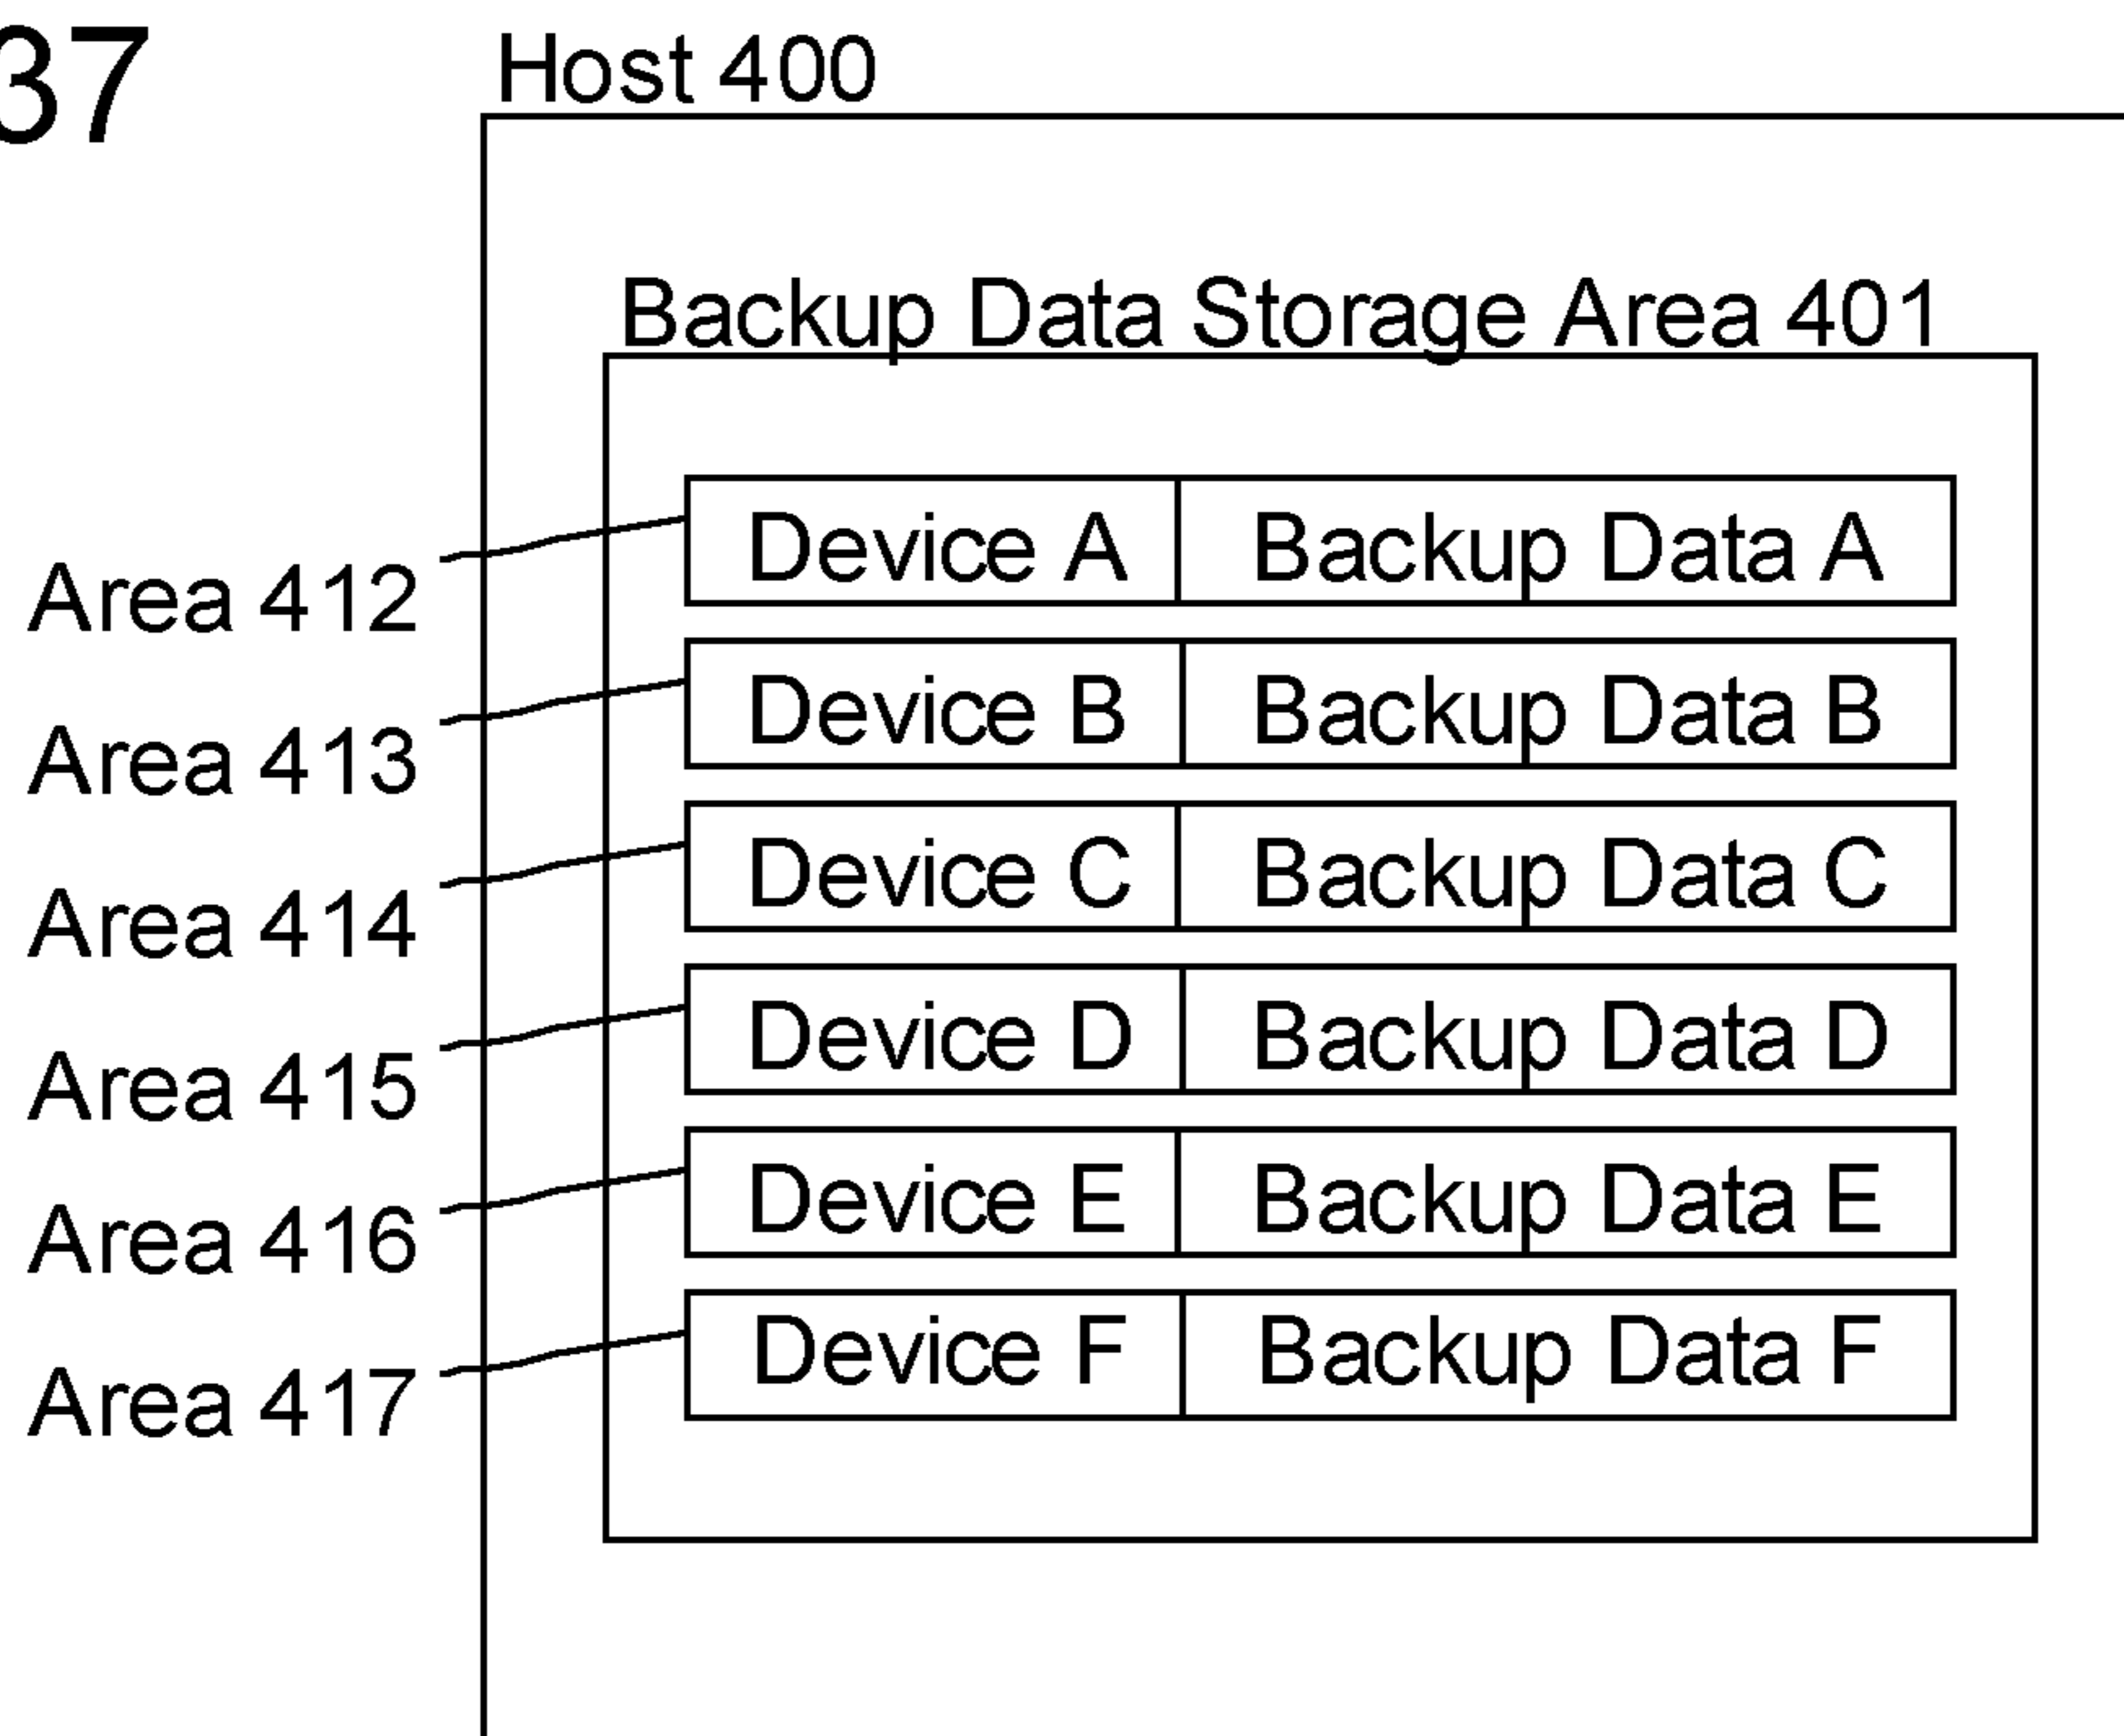 37
Host 400
Backup Data Storage Area 401
Area 412 Device A Backup Data A
Area 413 Device B Backup Data B
Area 414 Device C Backup Data C
Area 415 Device D Backup Data D
Area 416 Device E Backup Data E
Area 417 Device F Backup Data F